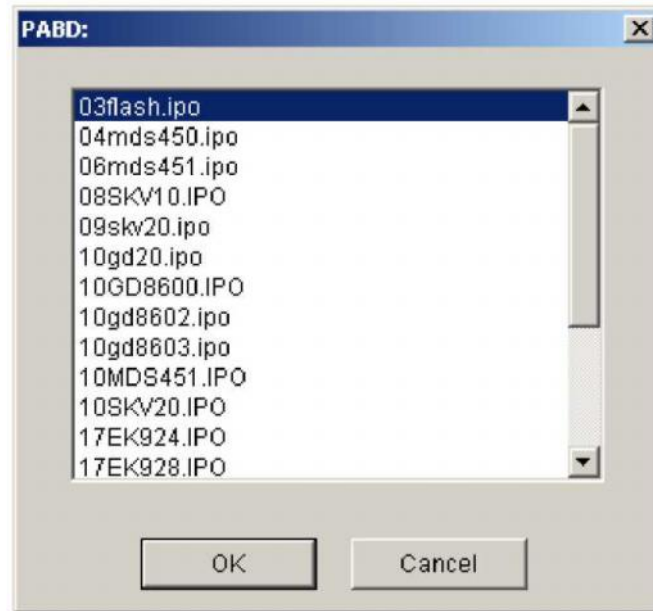 PABD:
03flash.ipo
04mds450.ipo
06mds451.ipo
08SKV10.IPO
09skv20.ipo
10gd20.ipo
10GD8600.IPO
10gd8602.ipo
10gd8603.ipo
10MDS451.IPO
10SKV20.IPO
17EK924.IPO
17EK928.IPO
OK Cancel